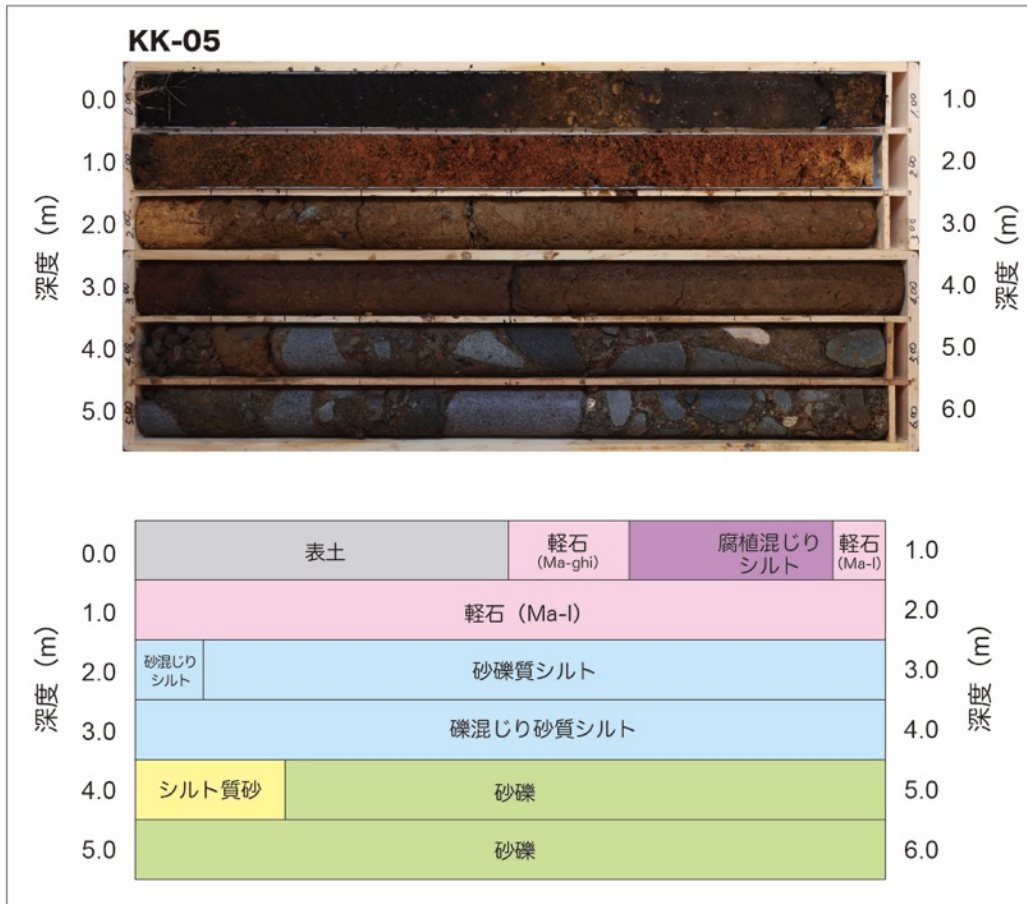 KK-05
0.0
1.0
1.0
2.0
2.0
3.0
3.0
4.0
4.0
5.0
5.0
6.0
深度 (m)
深度 (m)
0.0
表土
軽石
(Ma-ghi)
腐植混じり
シルト
軽石
(Ma-l)
1.0
1.0
軽石 (Ma-l)
2.0
2.0
砂混じり
シルト
砂礫質シルト
3.0
3.0
礫混じり砂質シルト
4.0
4.0
シルト質砂
砂礫
5.0
5.0
砂礫
6.0
深度 (m)
深度 (m)